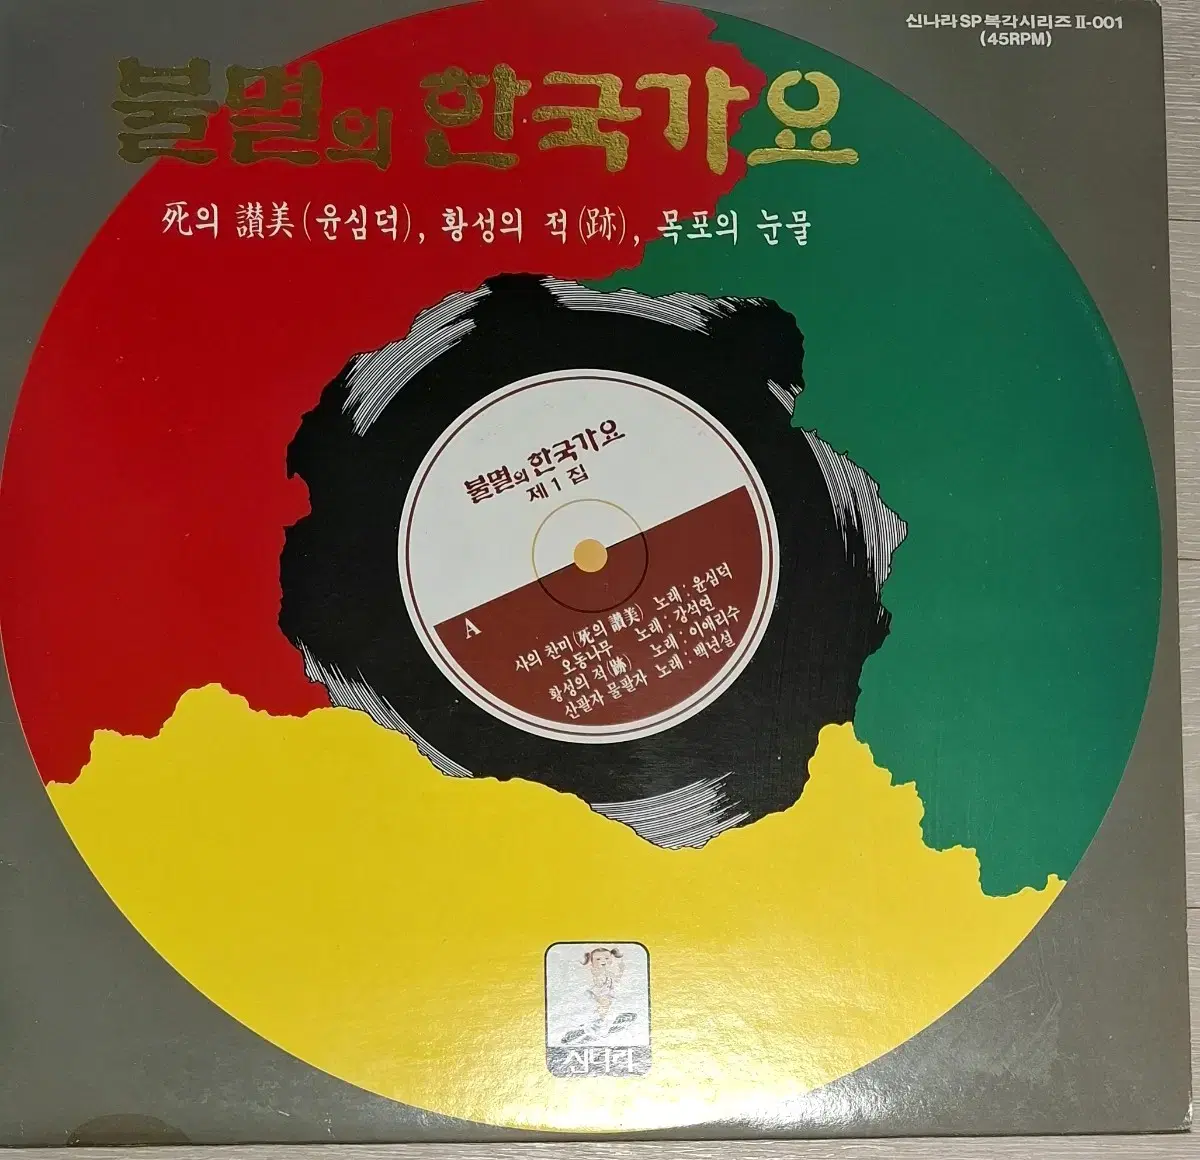 신나라 SP 복각시리즈 Ⅱ-001
(45RPM)
불멸의 한국가요
死의 讚美 (윤심덕), 황성의 적 (跡), 목포의 눈물
불멸의 한국가요
제 1 집
A
사의 찬미 (死의 讚美) 노래 : 윤심덕
오동나무 노래 : 강석연
황성의 적 (跡) 노래 : 이애리수
산팔자 물팔자 노래 : 백년설
신나라